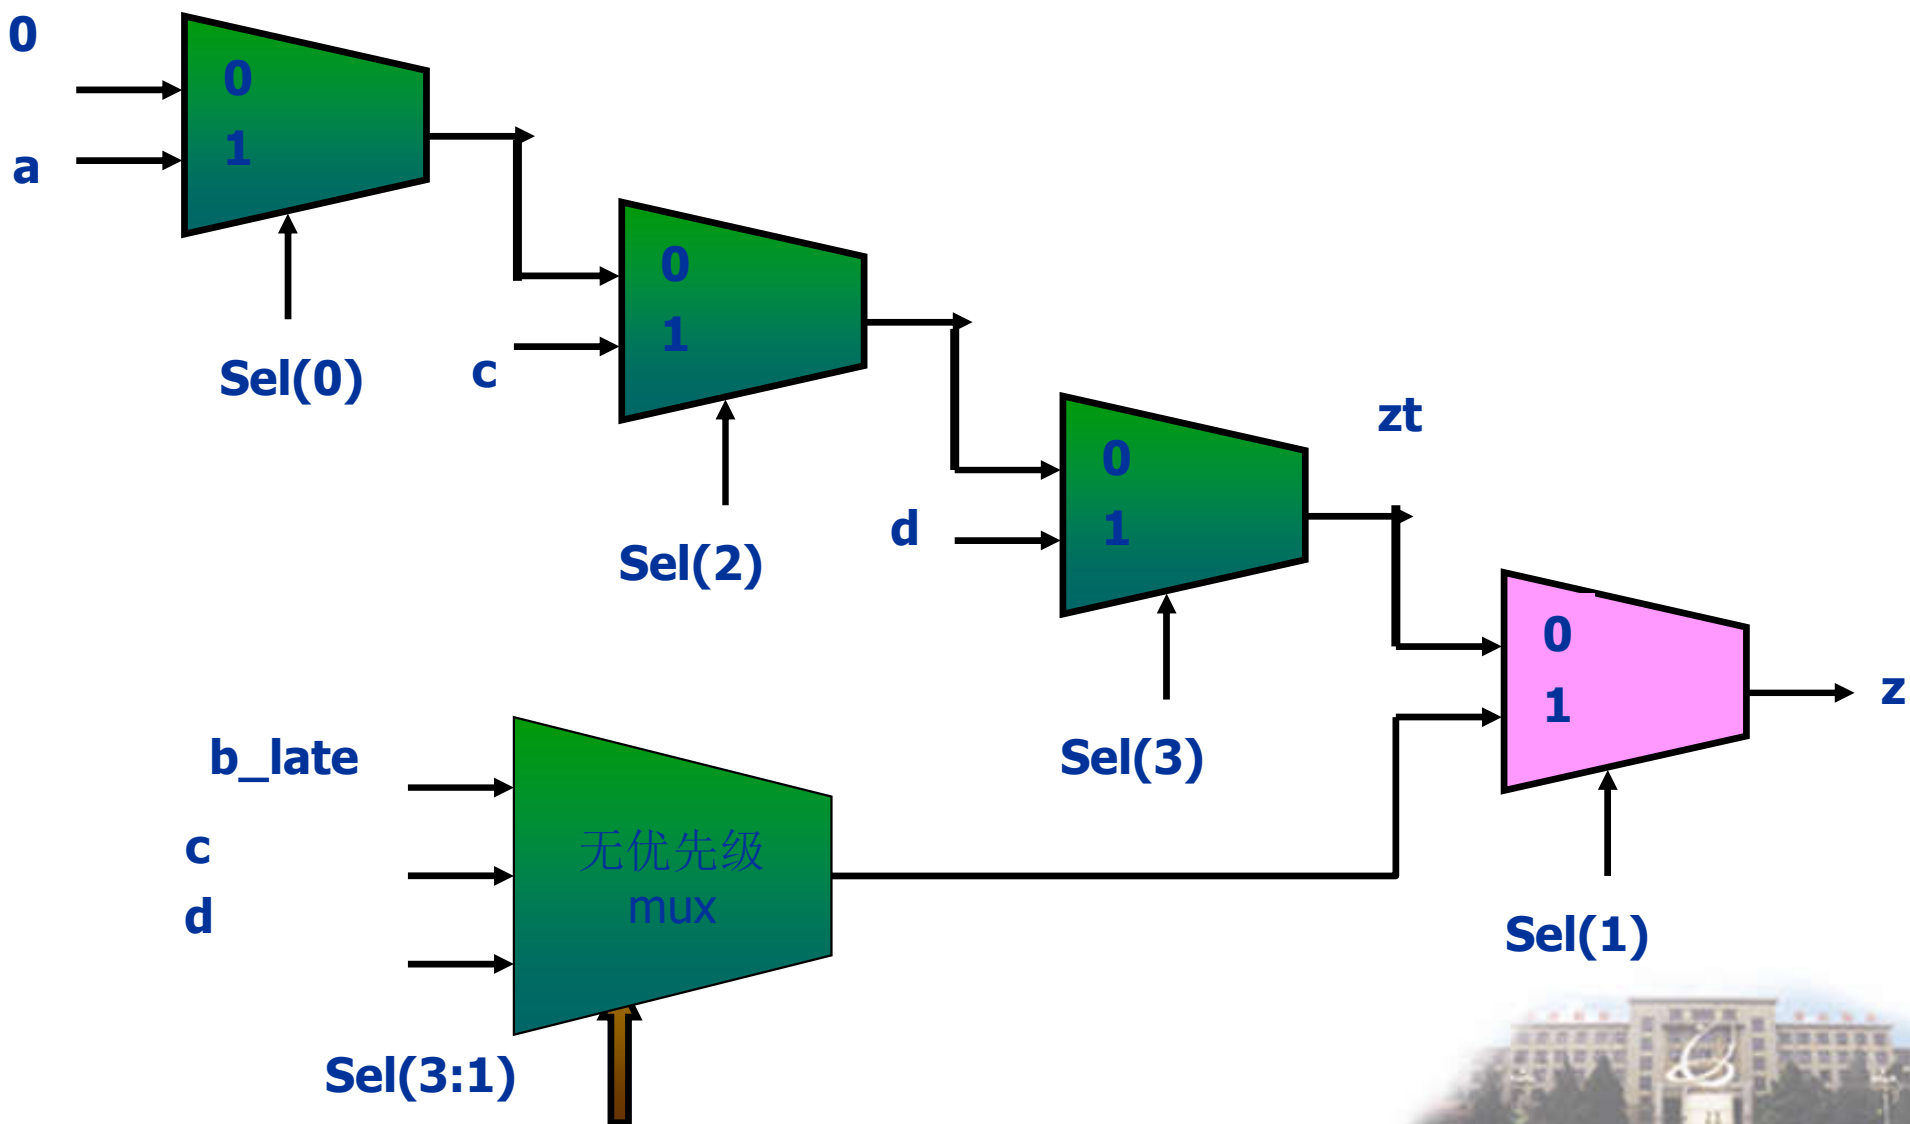 0
0
1
a
0
1
Sel(0)
c
zt
0
1
d
Sel(2)
0
1
z
Sel(3)
b_late
c
无优先级
mux
d
Sel(1)
Sel(3:1)